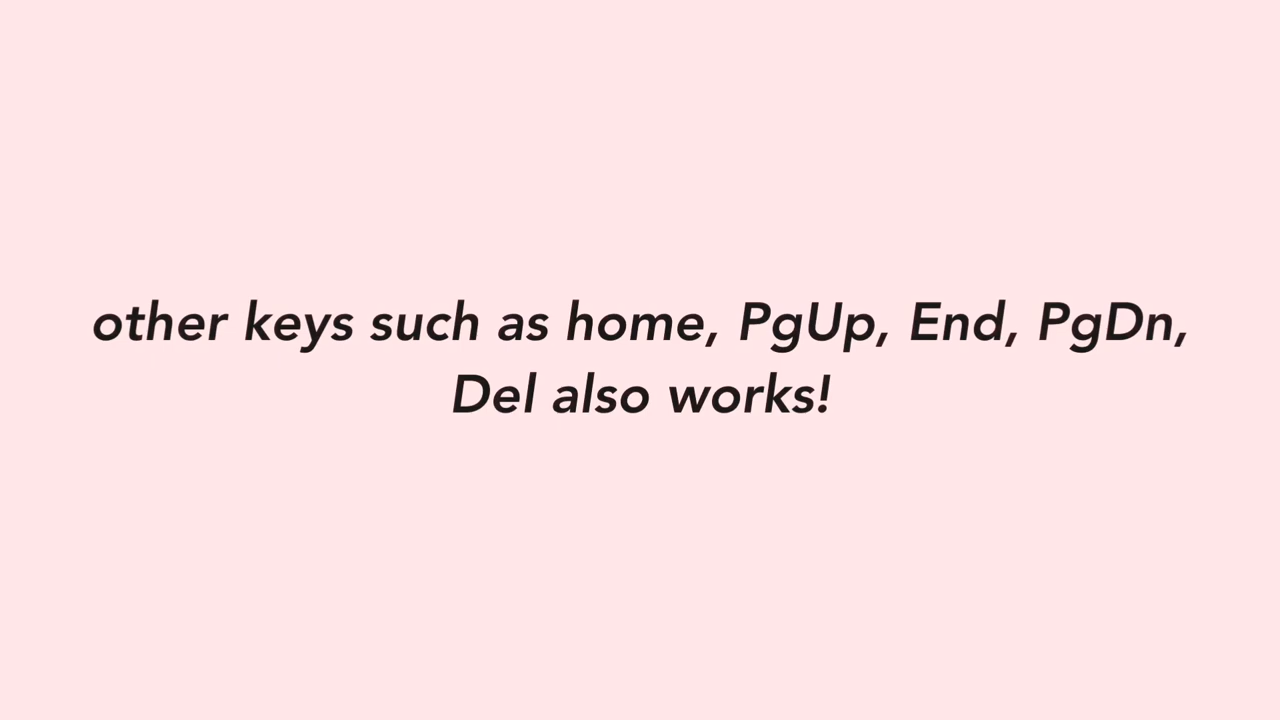 other keys such as home, PgUp, End, PgDn,
Del also works!